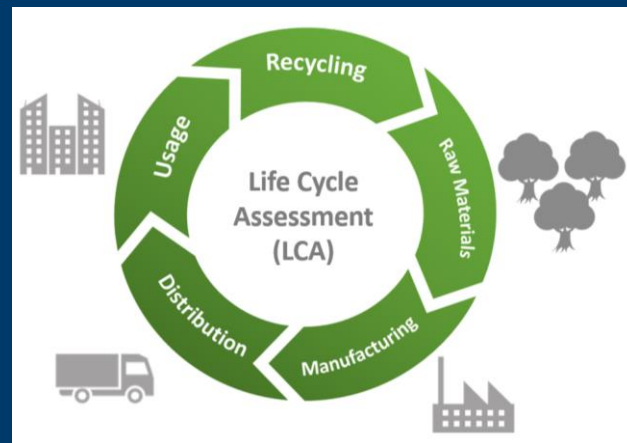 Life Cycle
Assessment
(LCA)
Recycling
Raw Materials
Manufacturing
Distribution
Usage